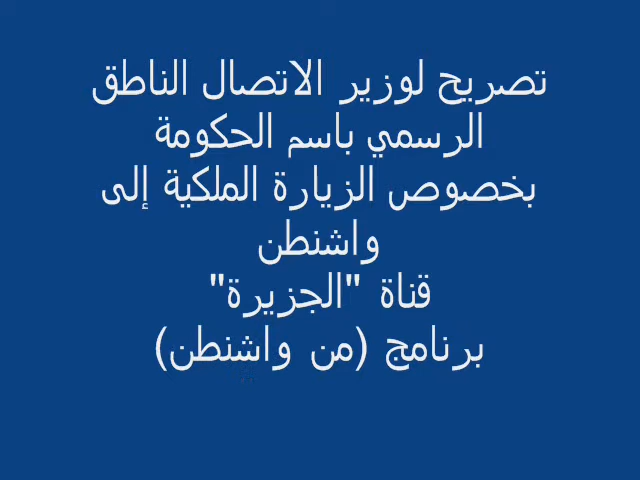 تصريح لوزير الاتصال الناطق
الرسمي باسم الحكومة
بخصوص الزيارة الملكية إلى
واشنطن
قناة "الجزيرة"
برنامج (من واشنطن)